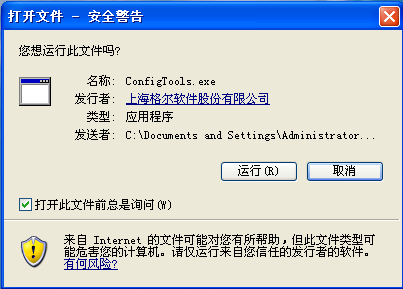 打开文件 - 安全警告
您想运行此文件吗?
名称: ConfigTools.exe
发行者: 上海格尔软件股份有限公司
类型: 应用程序
发送者: C:\Documents and Settings\Administrator...
运行(R) 取消
打开此文件前总是询问(W)
来自 Internet 的文件可能对您有所帮助，但此文件类型可
能危害您的计算机。请仅运行来自您信任的发行者的软件。
有何风险?